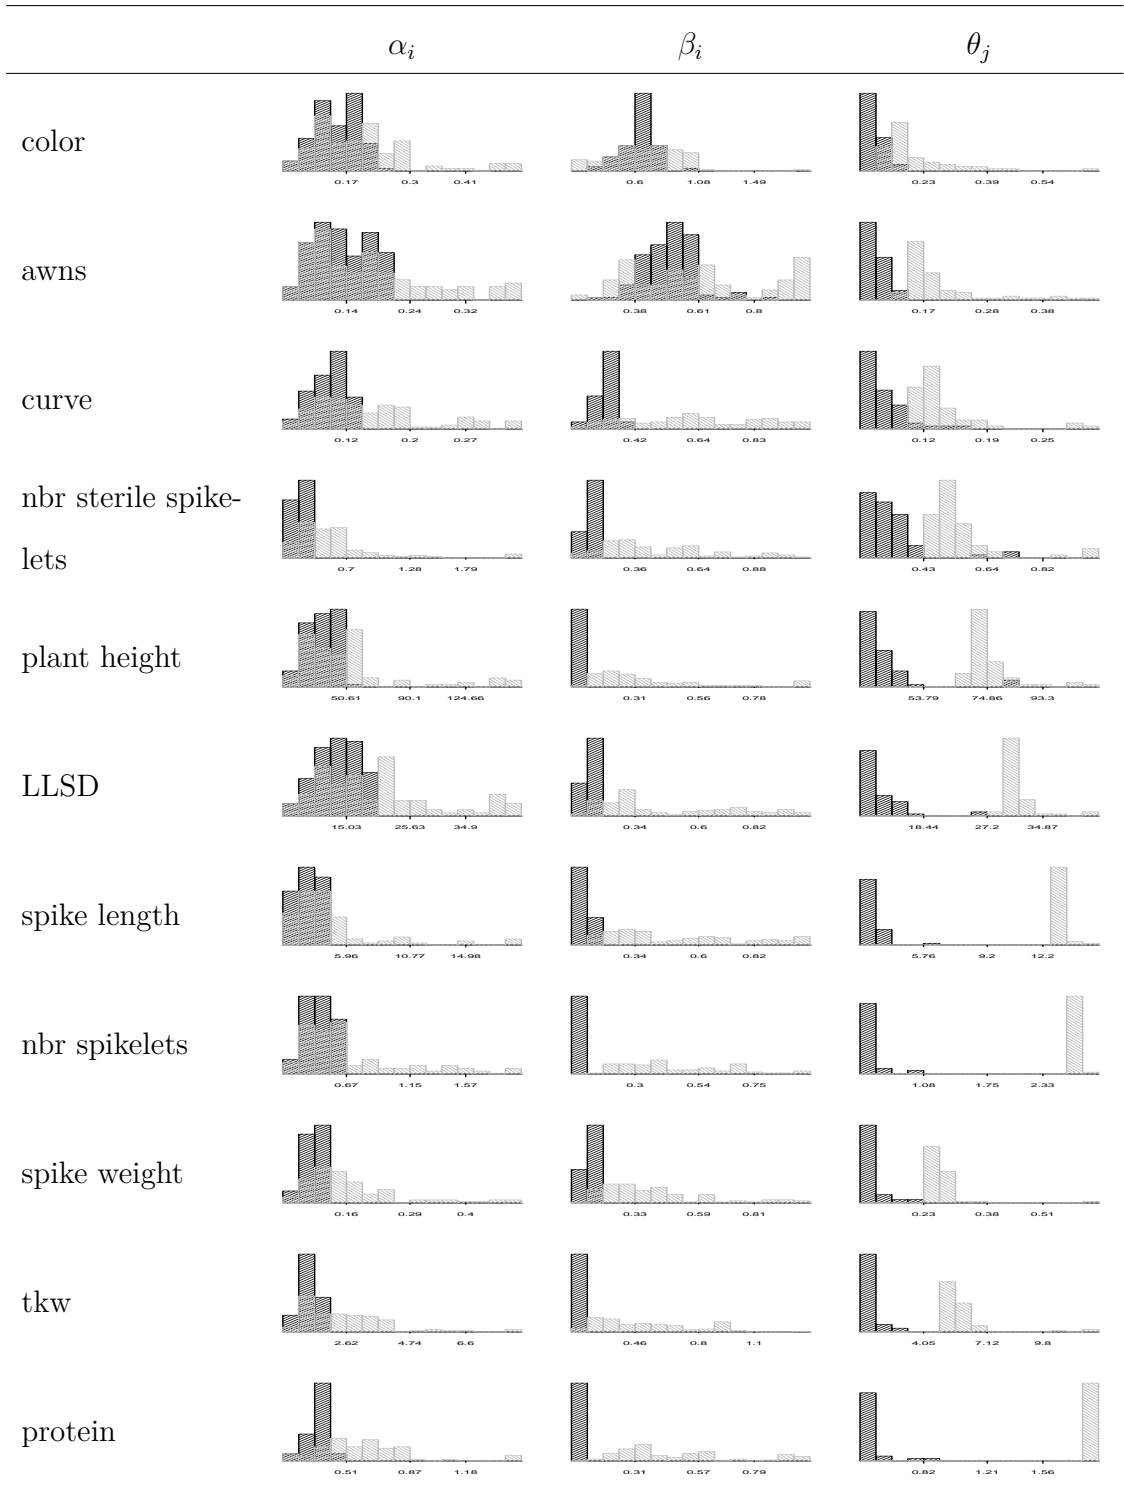 αᵢ βᵢ θⱼ
color
0.17 0.3 0.41 0.6 1.08 1.49 0.23 0.39 0.54
awns
0.14 0.24 0.32 0.38 0.61 0.8 0.17 0.28 0.38
curve
0.12 0.2 0.27 0.42 0.64 0.83 0.12 0.19 0.25
nbr sterile spike-
lets
0.7 1.28 1.79 0.36 0.64 0.88 0.43 0.64 0.82
plant height
50.61 90.1 124.66 0.31 0.56 0.78 53.79 74.86 93.3
LLSD
15.03 25.63 34.9 0.34 0.6 0.82 18.44 27.2 34.87
spike length
5.96 10.77 14.98 0.34 0.6 0.82 5.76 9.2 12.2
nbr spikelets
0.67 1.15 1.57 0.3 0.54 0.75 1.08 1.75 2.33
spike weight
0.16 0.29 0.4 0.33 0.59 0.81 0.23 0.38 0.51
tkw
2.62 4.74 6.6 0.46 0.8 1.1 4.05 7.12 9.8
protein
0.51 0.87 1.18 0.31 0.57 0.79 0.82 1.21 1.56